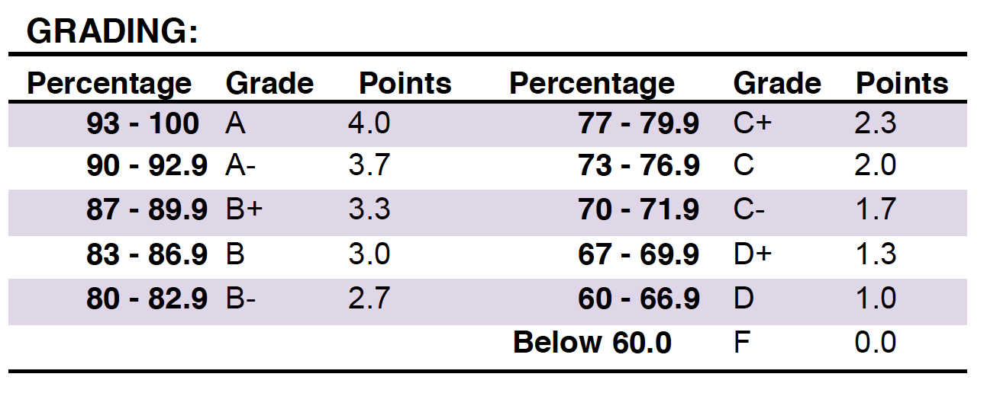 GRADING:
Percentage Grade Points Percentage Grade Points
93 - 100 A 4.0 77 - 79.9 C+ 2.3
90 - 92.9 A- 3.7 73 - 76.9 C 2.0
87 - 89.9 B+ 3.3 70 - 71.9 C- 1.7
83 - 86.9 B 3.0 67 - 69.9 D+ 1.3
80 - 82.9 B- 2.7 60 - 66.9 D 1.0
Below 60.0 F 0.0